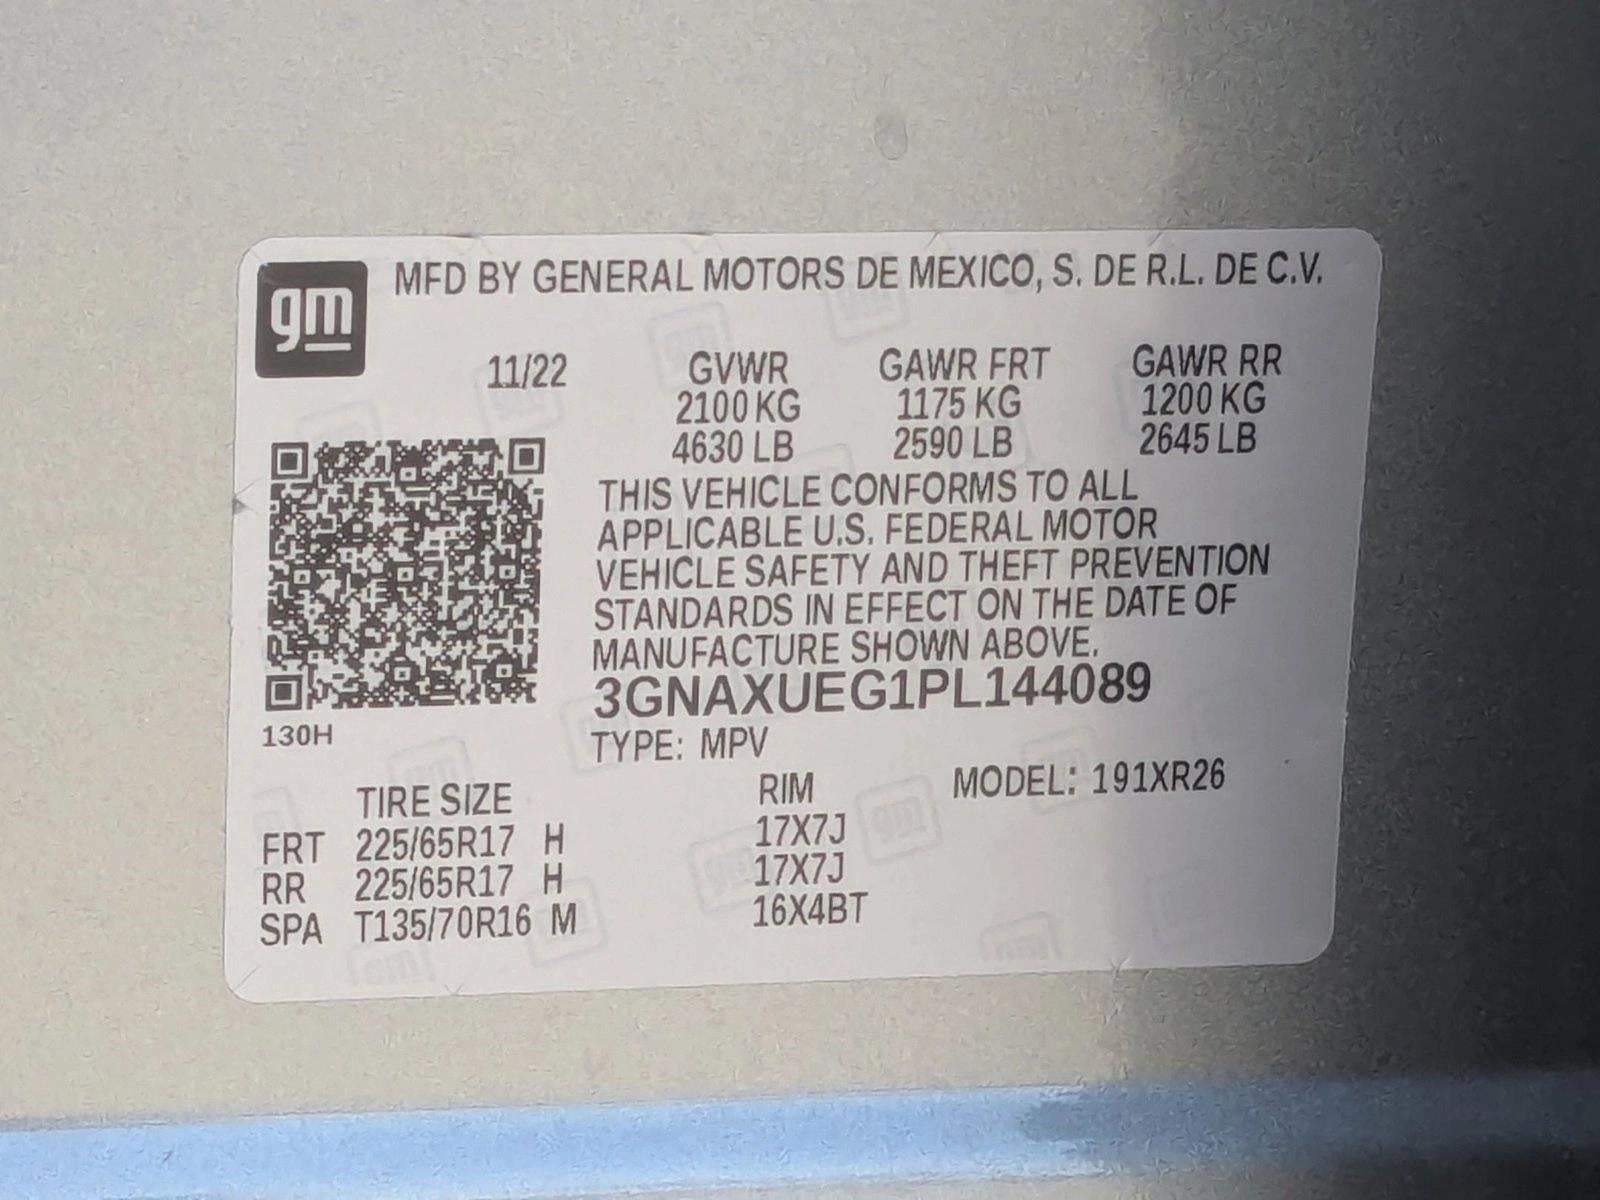 gm
MFD BY GENERAL MOTORS DE MEXICO, S. DE R.L. DE C.V.
11/22 GVWR GAWR FRT GAWR RR
2100 KG 1175 KG 1200 KG
4630 LB 2590 LB 2645 LB
THIS VEHICLE CONFORMS TO ALL
APPLICABLE U.S. FEDERAL MOTOR
VEHICLE SAFETY AND THEFT PREVENTION
STANDARDS IN EFFECT ON THE DATE OF
MANUFACTURE SHOWN ABOVE.
3GNAXUEG1PL144089
130H
TYPE: MPV
TIRE SIZE RIM MODEL: 191XR26
FRT 225/65R17 H 17X7J
RR 225/65R17 H 17X7J
SPA T135/70R16 M 16X4BT